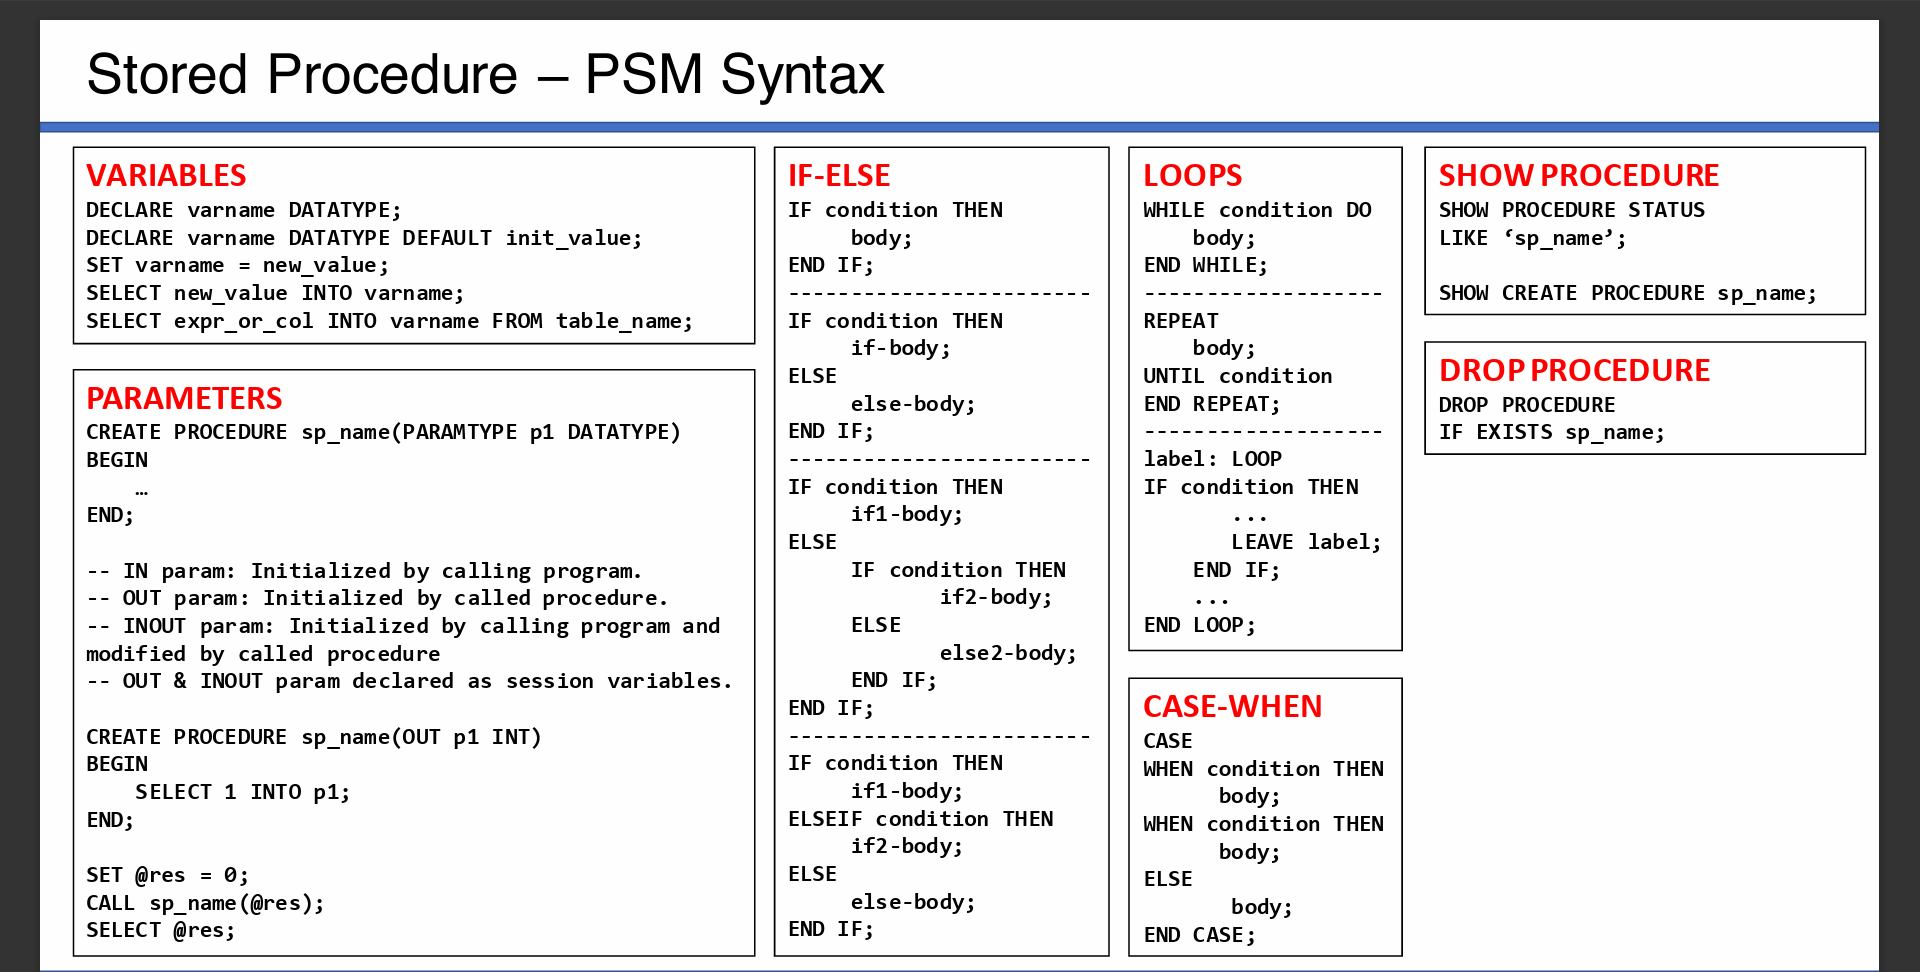 Stored Procedure – PSM Syntax
VARIABLES
DECLARE varname DATATYPE;
DECLARE varname DATATYPE DEFAULT init_value;
SET varname = new_value;
SELECT new_value INTO varname;
SELECT expr_or_col INTO varname FROM table_name;
PARAMETERS
CREATE PROCEDURE sp_name(PARAMTYPE p1 DATATYPE)
BEGIN
…
END;
-- IN param: Initialized by calling program.
-- OUT param: Initialized by called procedure.
-- INOUT param: Initialized by calling program and
modified by called procedure
-- OUT & INOUT param declared as session variables.
CREATE PROCEDURE sp_name(OUT p1 INT)
BEGIN
SELECT 1 INTO p1;
END;
SET @res = 0;
CALL sp_name(@res);
SELECT @res;
IF-ELSE
IF condition THEN
body;
END IF;
------------------------
IF condition THEN
if-body;
ELSE
else-body;
END IF;
------------------------
IF condition THEN
if1-body;
ELSE
IF condition THEN
if2-body;
ELSE
else2-body;
END IF;
END IF;
------------------------
IF condition THEN
if1-body;
ELSEIF condition THEN
if2-body;
ELSE
else-body;
END IF;
LOOPS
WHILE condition DO
body;
END WHILE;
-------------------
REPEAT
body;
UNTIL condition
END REPEAT;
-------------------
label: LOOP
IF condition THEN
...
LEAVE label;
END IF;
...
END LOOP;
CASE-WHEN
CASE
WHEN condition THEN
body;
WHEN condition THEN
body;
ELSE
body;
END CASE;
SHOW PROCEDURE
SHOW PROCEDURE STATUS
LIKE ‘sp_name’;
SHOW CREATE PROCEDURE sp_name;
DROP PROCEDURE
DROP PROCEDURE
IF EXISTS sp_name;